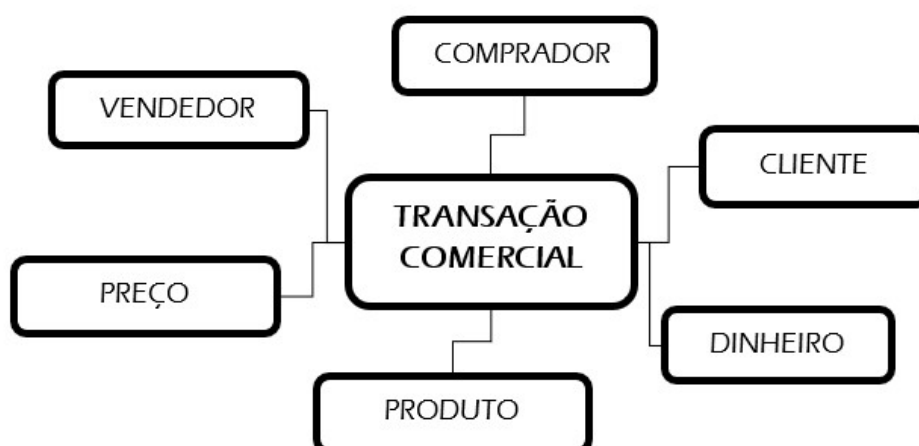 COMPRADOR
VENDEDOR
CLIENTE
TRANSAÇÃO
COMERCIAL
PREÇO
DINHEIRO
PRODUTO